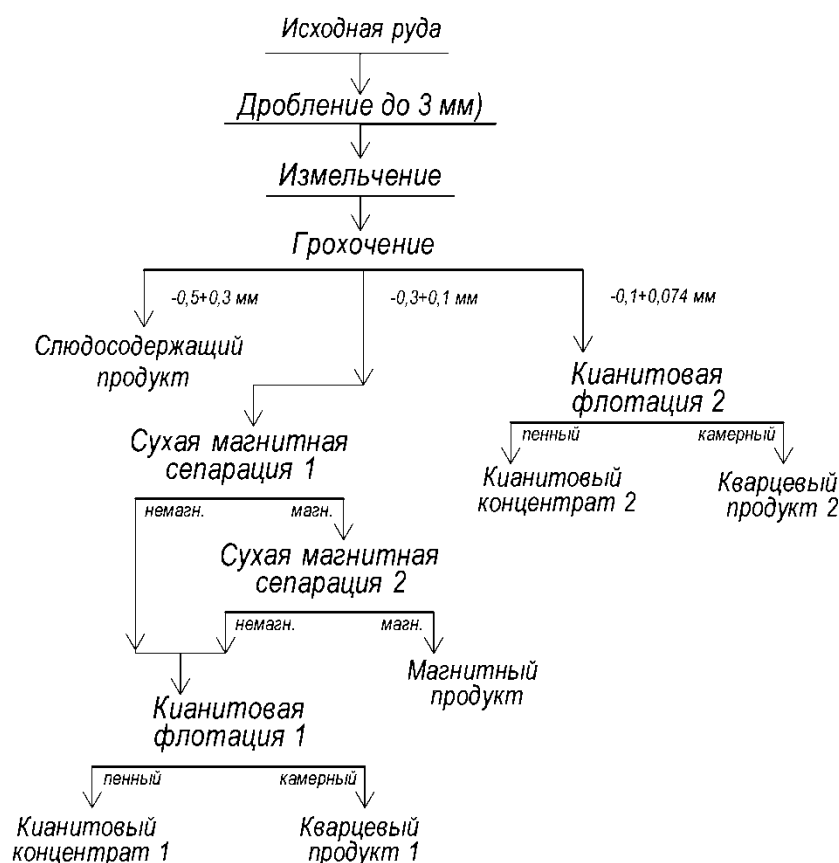 Исходная руда
Дробление до 3 мм)
Измельчение
Грохочение
-0,5+0,3 мм
-0,3+0,1 мм
-0,1+0,074 мм
Слюдосодержащий
продукт
Кианитовая
флотация 2
пенный
камерный
Кианитовый
концентрат 2
Кварцевый
продукт 2
Сухая магнитная
сепарация 1
немагн.
магн.
Сухая магнитная
сепарация 2
немагн.
магн.
Магнитный
продукт
Кианитовая
флотация 1
пенный
камерный
Кианитовый
концентрат 1
Кварцевый
продукт 1